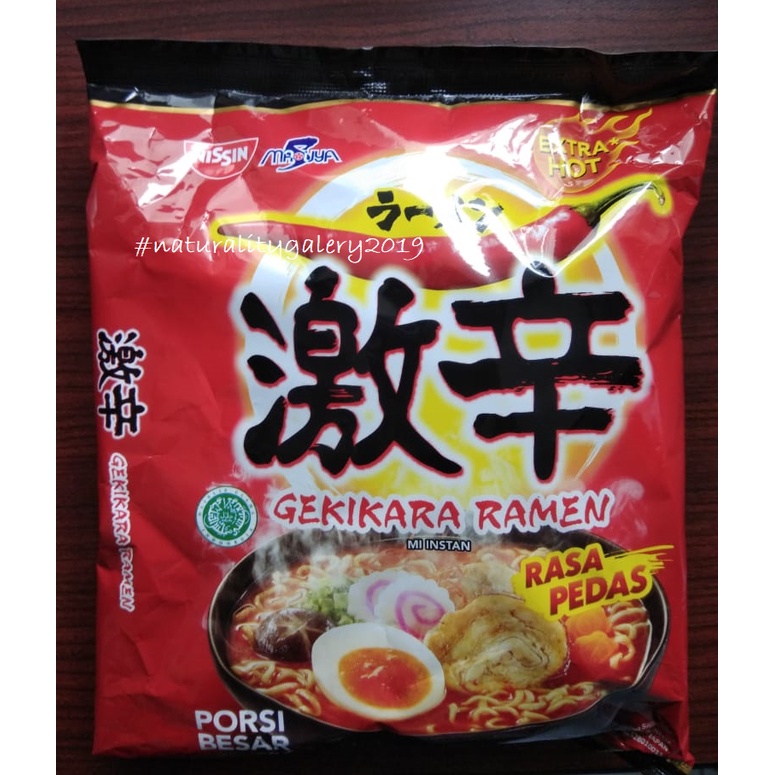 NISSIN
MR.JUYA
EXTRA*
HOT
ラーメン
#naturalitygalery2019
激辛
激辛
GEKIKARA RAMEN
GEKIKARA RAMEN
MI INSTAN
RASA
PEDAS
PORSI
BESAR